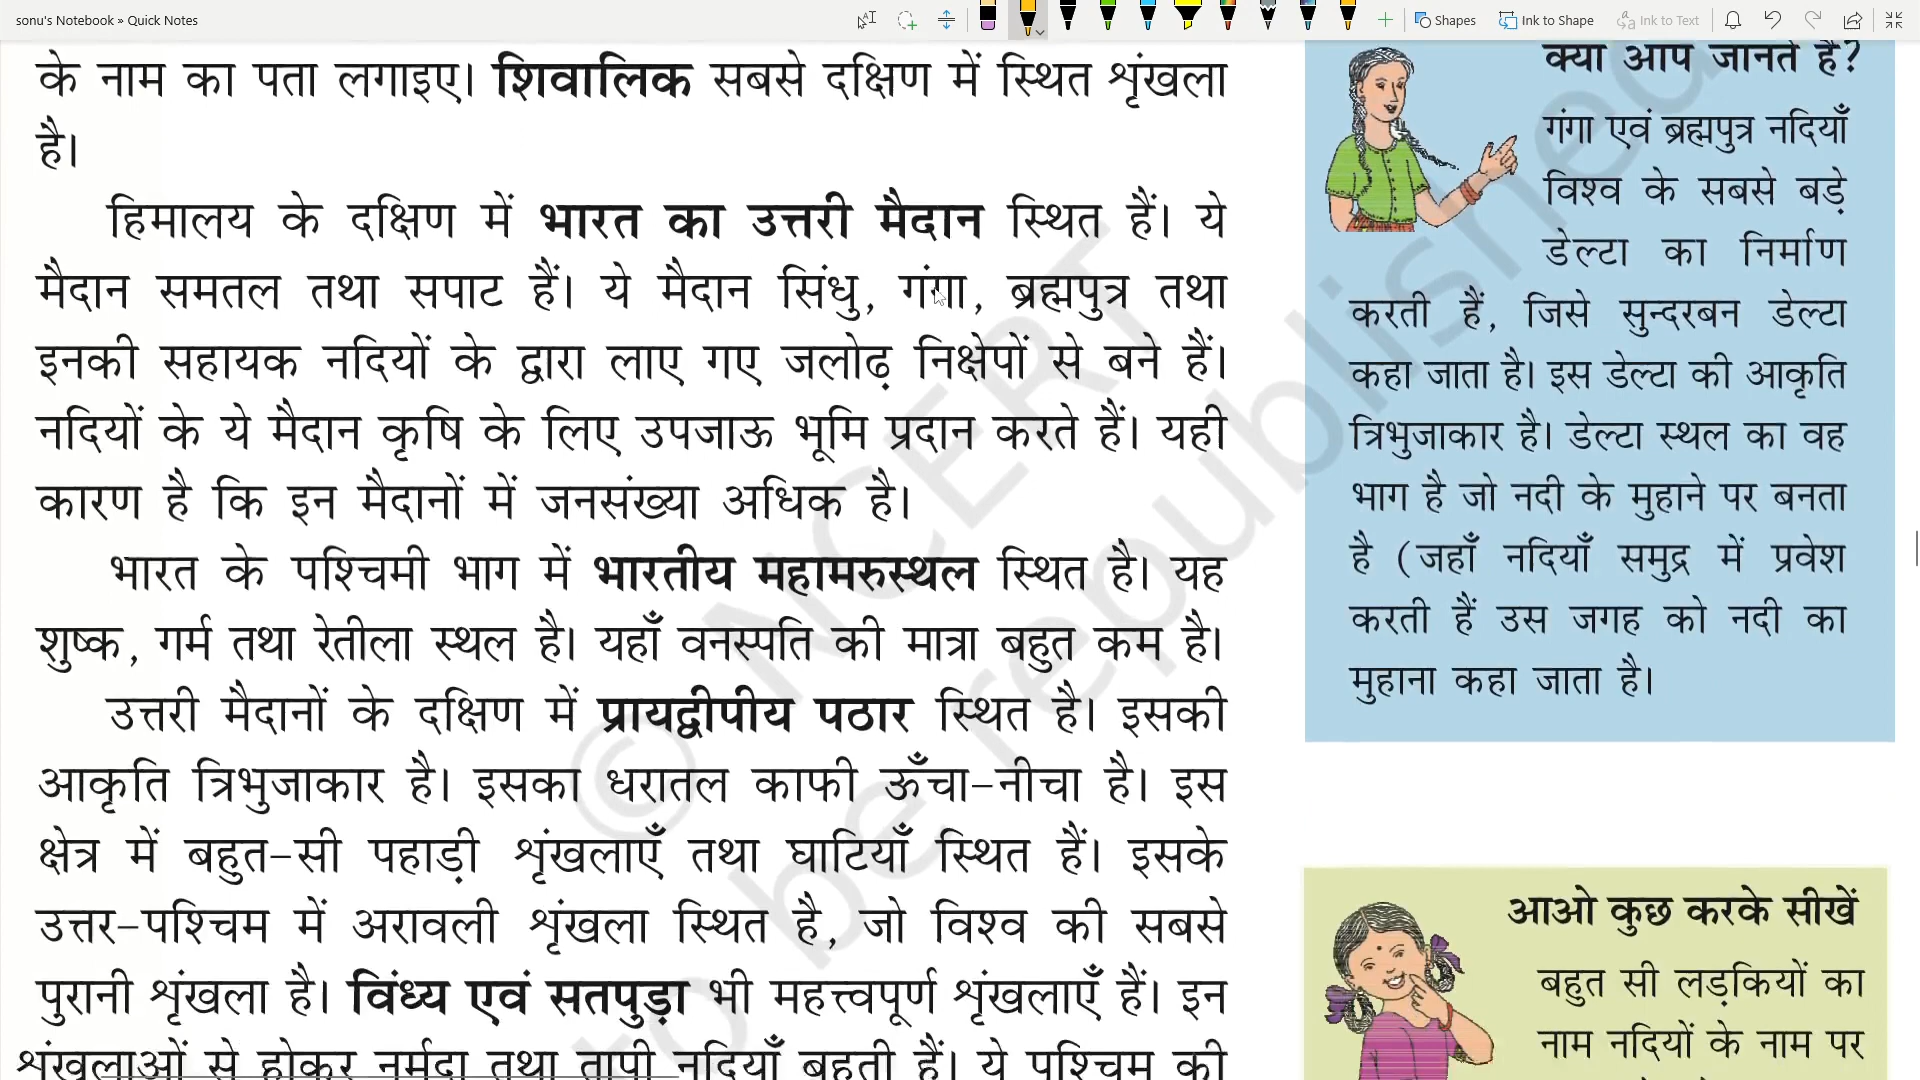 sonu's Notebook » Quick Notes
Shapes
Ink to Shape
Ink to Text
के नाम का पता लगाइए। शिवालिक सबसे दक्षिण में स्थित शृंखला
है।
हिमालय के दक्षिण में भारत का उत्तरी मैदान स्थित हैं। ये
मैदान समतल तथा सपाट हैं। ये मैदान सिंधु, गंगा, ब्रह्मपुत्र तथा
इनकी सहायक नदियों के द्वारा लाए गए जलोढ़ निक्षेपों से बने हैं।
नदियों के ये मैदान कृषि के लिए उपजाऊ भूमि प्रदान करते हैं। यही
कारण है कि इन मैदानों में जनसंख्या अधिक है।
भारत के पश्चिमी भाग में भारतीय महामरुस्थल स्थित है। यह
शुष्क, गर्म तथा रेतीला स्थल है। यहाँ वनस्पति की मात्रा बहुत कम है।
उत्तरी मैदानों के दक्षिण में प्रायद्वीपीय पठार स्थित है। इसकी
आकृति त्रिभुजाकार है। इसका धरातल काफी ऊँचा-नीचा है। इस
क्षेत्र में बहुत-सी पहाड़ी शृंखलाएँ तथा घाटियाँ स्थित हैं। इसके
उत्तर-पश्चिम में अरावली शृंखला स्थित है, जो विश्व की सबसे
पुरानी शृंखला है। विंध्य एवं सतपुड़ा भी महत्त्वपूर्ण शृंखलाएँ हैं। इन
शृंखलाओं से होकर नर्मदा तथा तापी नदियाँ बहती हैं। ये पश्चिम की
क्या आप जानते हैं?
गंगा एवं ब्रह्मपुत्र नदियाँ
विश्व के सबसे बड़े
डेल्टा का निर्माण
करती हैं, जिसे सुन्दरबन डेल्टा
कहा जाता है। इस डेल्टा की आकृति
त्रिभुजाकार है। डेल्टा स्थल का वह
भाग है जो नदी के मुहाने पर बनता
है (जहाँ नदियाँ समुद्र में प्रवेश
करती हैं उस जगह को नदी का
मुहाना कहा जाता है।
आओ कुछ करके सीखें
बहुत सी लड़कियों का
नाम नदियों के नाम पर
© NCERT
to be republished